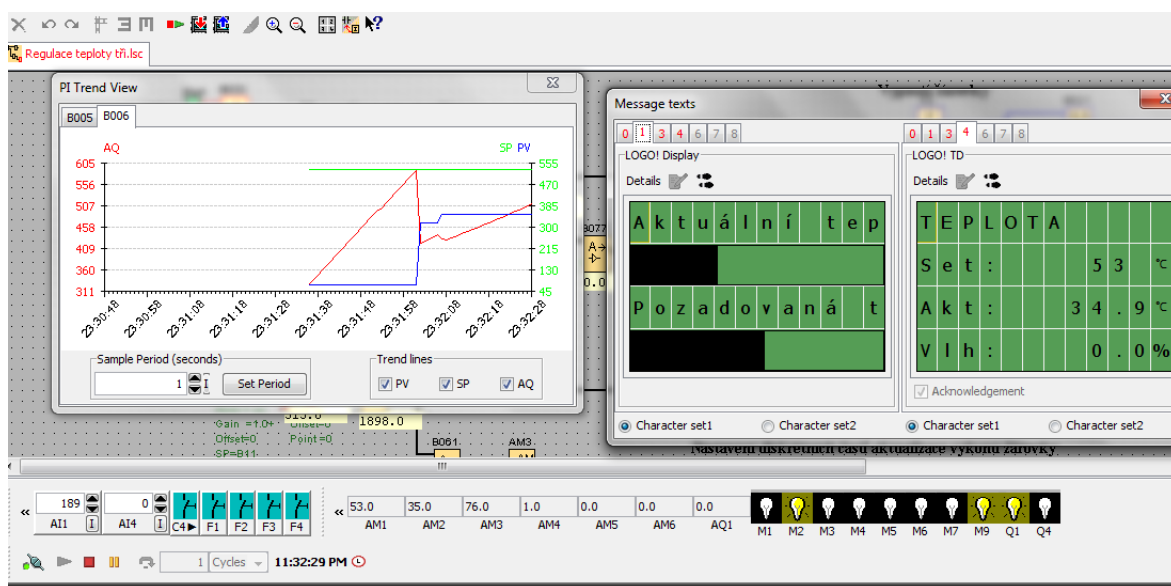 Regulace teploty tři.lsc
PI Trend View
B005 B006
AQ SP PV
605 555
556 470
507 385
458 300
409 215
360 130
311 45
23:30:48 23:30:58 23:31:08 23:31:18 23:31:28 23:31:38 23:31:48 23:31:58 23:32:08 23:32:18 23:32:28
Sample Period (seconds)
1 Set Period
Trend lines
PV SP AQ
Message texts
0 1 3 4 6 7 8
LOGO! Display
Details
Aktuální tep
Pozadovaná t
Character set1 Character set2
0 1 3 4 6 7 8
LOGO! TD
Details
TEPLOTA
Set: 53 °C
Akt: 34.9 °C
Vlh: 0.0%
Acknowledgement
Character set1 Character set2
B077
A→
0.0
Gain =1.0+ Offset=0
Offset=0 Point=0
SP=B11
1898.0
B061 AM3
Nastavení diskrétních časů aktualizace výkonu žárovky
189 0
AI1 I AI4 I C4 F1 F2 F3 F4
53.0 35.0 76.0 1.0 0.0 0.0 0.0
AM1 AM2 AM3 AM4 AM5 AM6 AQ1
M1 M2 M3 M4 M5 M6 M7 M9 Q1 Q4
1 Cycles 11:32:29 PM